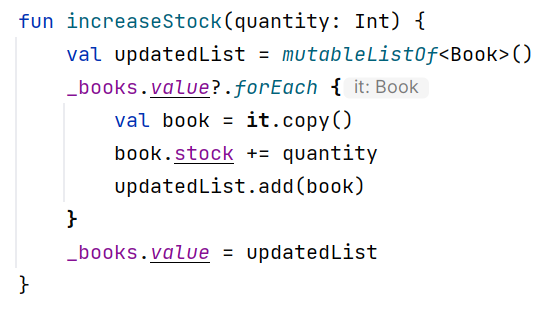 fun increaseStock(quantity: Int) {
    val updatedList = mutableListOf<Book>()
    _books.value?.forEach { it: Book
        val book = it.copy()
        book.stock += quantity
        updatedList.add(book)
    }
    _books.value = updatedList
}